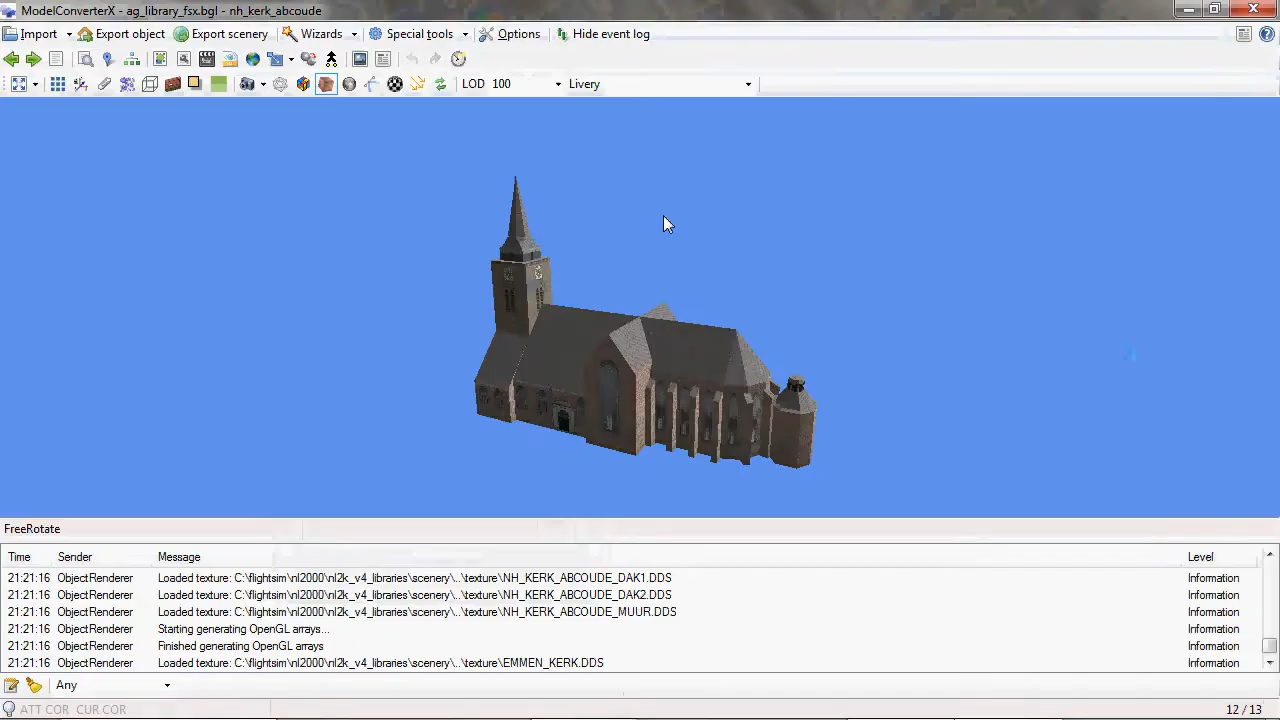 ModelConverterX - ag_library_fsx.bgl - nh_kerk_abcoude
Import Export object Export scenery Wizards Special tools Options Hide event log
LOD 100 Livery
FreeRotate
Time Sender Message Level
21:21:16 ObjectRenderer Loaded texture: C:\flightsim\nl2000\nl2k_v4_libraries\scenery\..\texture\NH_KERK_ABCOUDE_DAK1.DDS Information
21:21:16 ObjectRenderer Loaded texture: C:\flightsim\nl2000\nl2k_v4_libraries\scenery\..\texture\NH_KERK_ABCOUDE_DAK2.DDS Information
21:21:16 ObjectRenderer Loaded texture: C:\flightsim\nl2000\nl2k_v4_libraries\scenery\..\texture\NH_KERK_ABCOUDE_MUUR.DDS Information
21:21:16 ObjectRenderer Starting generating OpenGL arrays... Information
21:21:16 ObjectRenderer Finished generating OpenGL arrays Information
21:21:16 ObjectRenderer Loaded texture: C:\flightsim\nl2000\nl2k_v4_libraries\scenery\..\texture\EMMEN_KERK.DDS Information
Any
ATT COR CUR COR 12 / 13